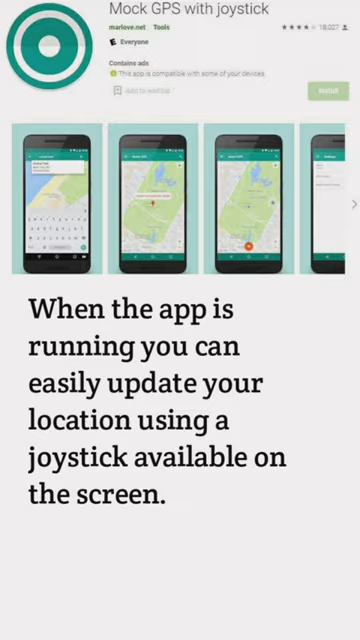 Mock GPS with joystick
marlove.net Tools
18,027
E Everyone
Contains ads
This app is compatible with some of your devices.
Add to wishlist
Install
When the app is
running you can
easily update your
location using a
joystick available on
the screen.